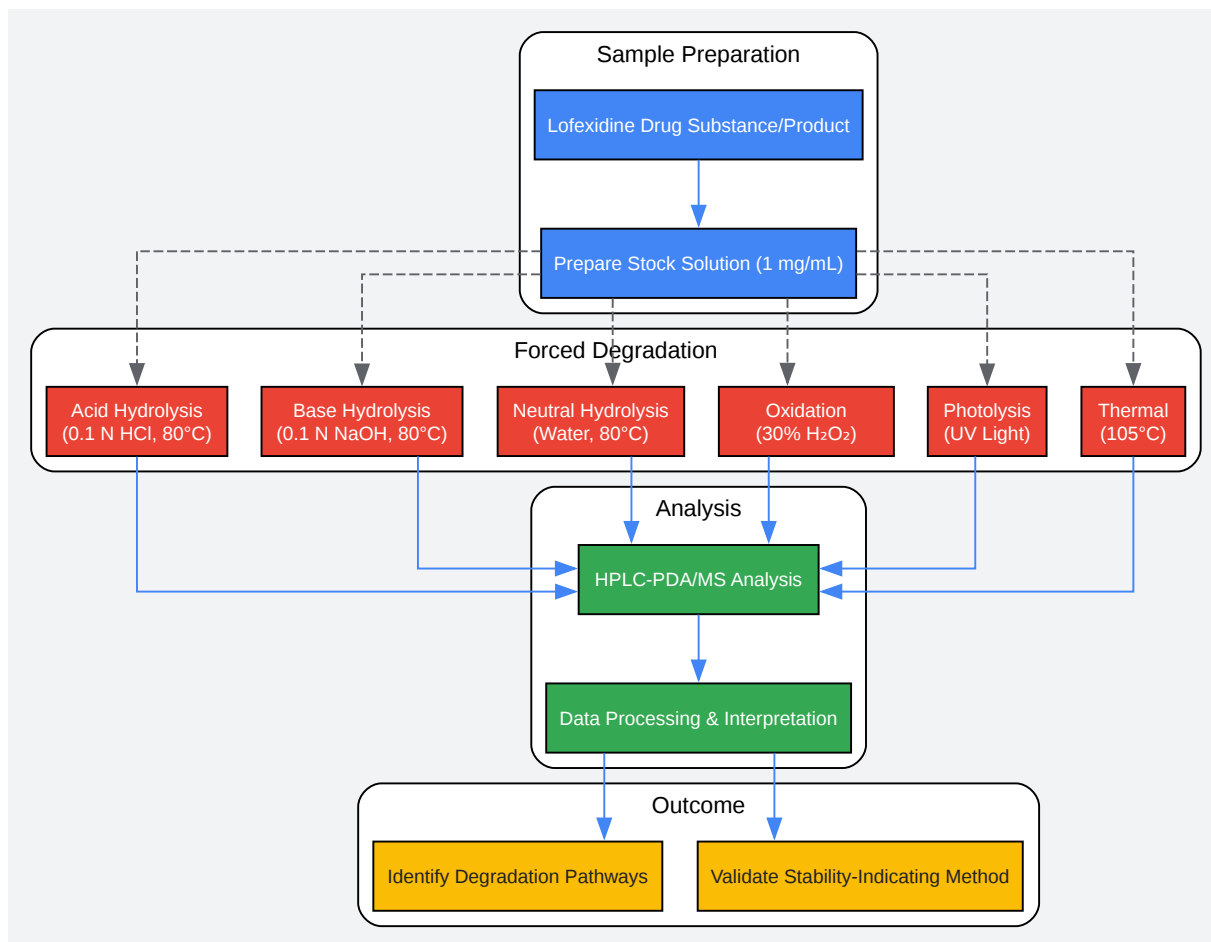 Sample Preparation
Lofexidine Drug Substance/Product
Prepare Stock Solution (1 mg/mL)
Forced Degradation
Acid Hydrolysis
(0.1 N HCl, 80°C)
Base Hydrolysis
(0.1 N NaOH, 80°C)
Neutral Hydrolysis
(Water, 80°C)
Oxidation
(30% H₂O₂)
Photolysis
(UV Light)
Thermal
(105°C)
Analysis
HPLC-PDA/MS Analysis
Data Processing & Interpretation
Outcome
Identify Degradation Pathways
Validate Stability-Indicating Method